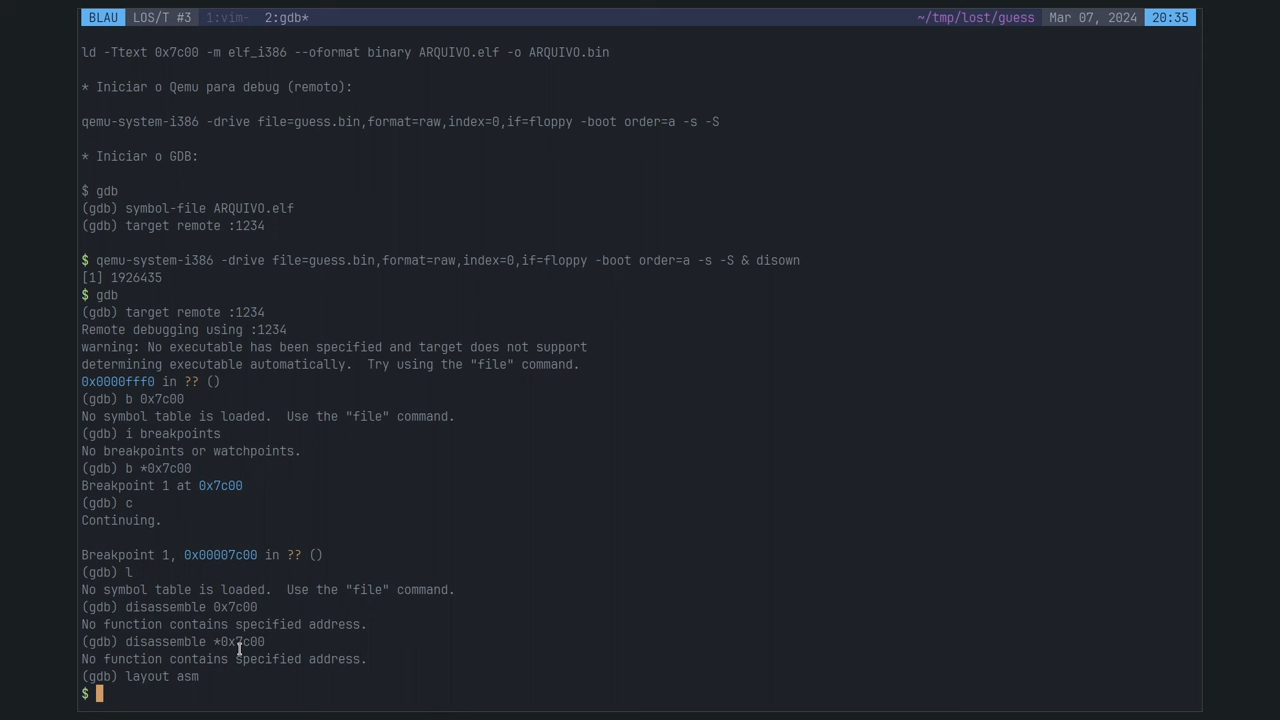 BLAU LOS/T #3 1:vim- 2:gdb* ~/tmp/lost/guess Mar 07, 2024 20:35
ld -Ttext 0x7c00 -m elf_i386 --oformat binary ARQUIVO.elf -o ARQUIVO.bin
* Iniciar o Qemu para debug (remoto):
qemu-system-i386 -drive file=guess.bin,format=raw,index=0,if=floppy -boot order=a -s -S
* Iniciar o GDB:
$ gdb
(gdb) symbol-file ARQUIVO.elf
(gdb) target remote :1234
$ qemu-system-i386 -drive file=guess.bin,format=raw,index=0,if=floppy -boot order=a -s -S & disown
[1] 1926435
$ gdb
(gdb) target remote :1234
Remote debugging using :1234
warning: No executable has been specified and target does not support
determining executable automatically.  Try using the "file" command.
0x0000fff0 in ?? ()
(gdb) b 0x7c00
No symbol table is loaded.  Use the "file" command.
(gdb) i breakpoints
No breakpoints or watchpoints.
(gdb) b *0x7c00
Breakpoint 1 at 0x7c00
(gdb) c
Continuing.
Breakpoint 1, 0x00007c00 in ?? ()
(gdb) l
No symbol table is loaded.  Use the "file" command.
(gdb) disassemble 0x7c00
No function contains specified address.
(gdb) disassemble *0x7c00
No function contains specified address.
(gdb) layout asm
$